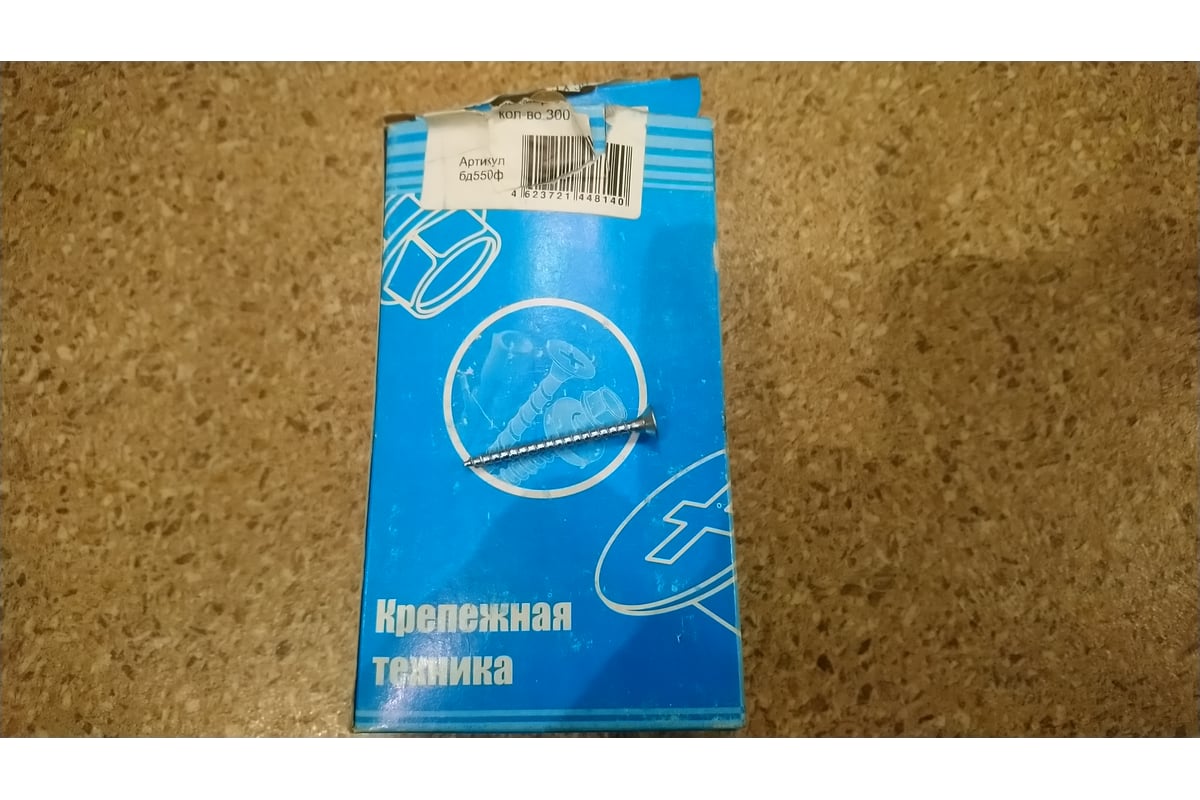 кол-во 300
Артикул
бд550ф
4 623721 448140
Крепежная
техника